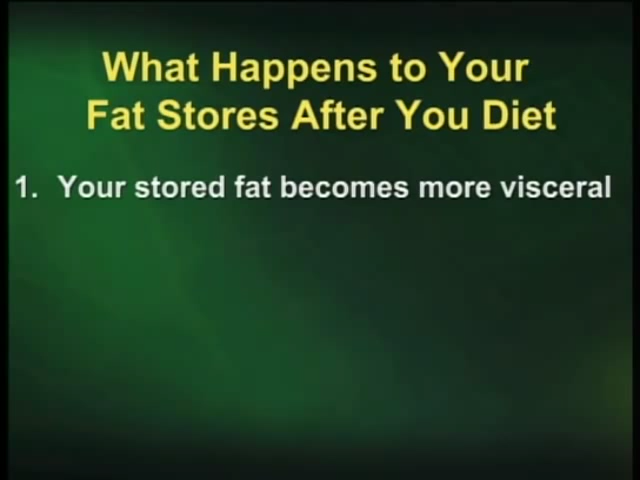 What Happens to Your
Fat Stores After You Diet
1. Your stored fat becomes more visceral